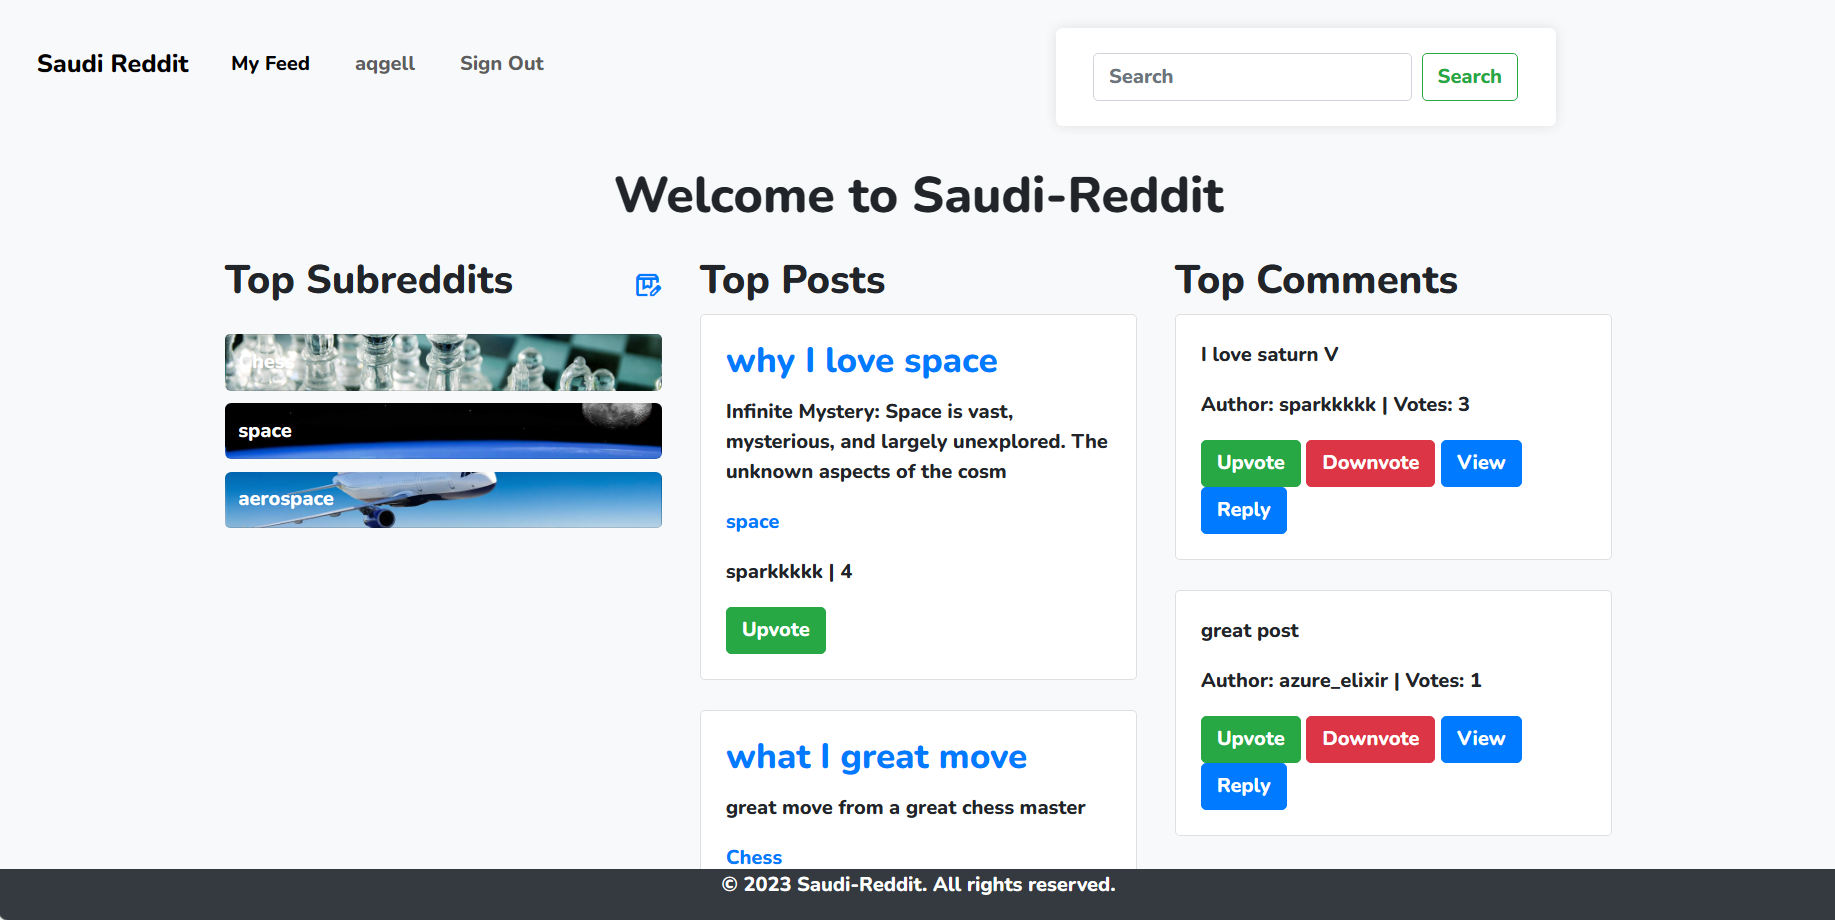 Saudi Reddit
My Feed
aqgell
Sign Out
Search
Search
Welcome to Saudi-Reddit
Top Subreddits
Chess
space
aerospace
Top Posts
why I love space
Infinite Mystery: Space is vast,
mysterious, and largely unexplored. The
unknown aspects of the cosm
space
sparkkkkk | 4
Upvote
what I great move
great move from a great chess master
Chess
Top Comments
I love saturn V
Author: sparkkkkk | Votes: 3
Upvote
Downvote
View
Reply
great post
Author: azure_elixir | Votes: 1
Upvote
Downvote
View
Reply
© 2023 Saudi-Reddit. All rights reserved.